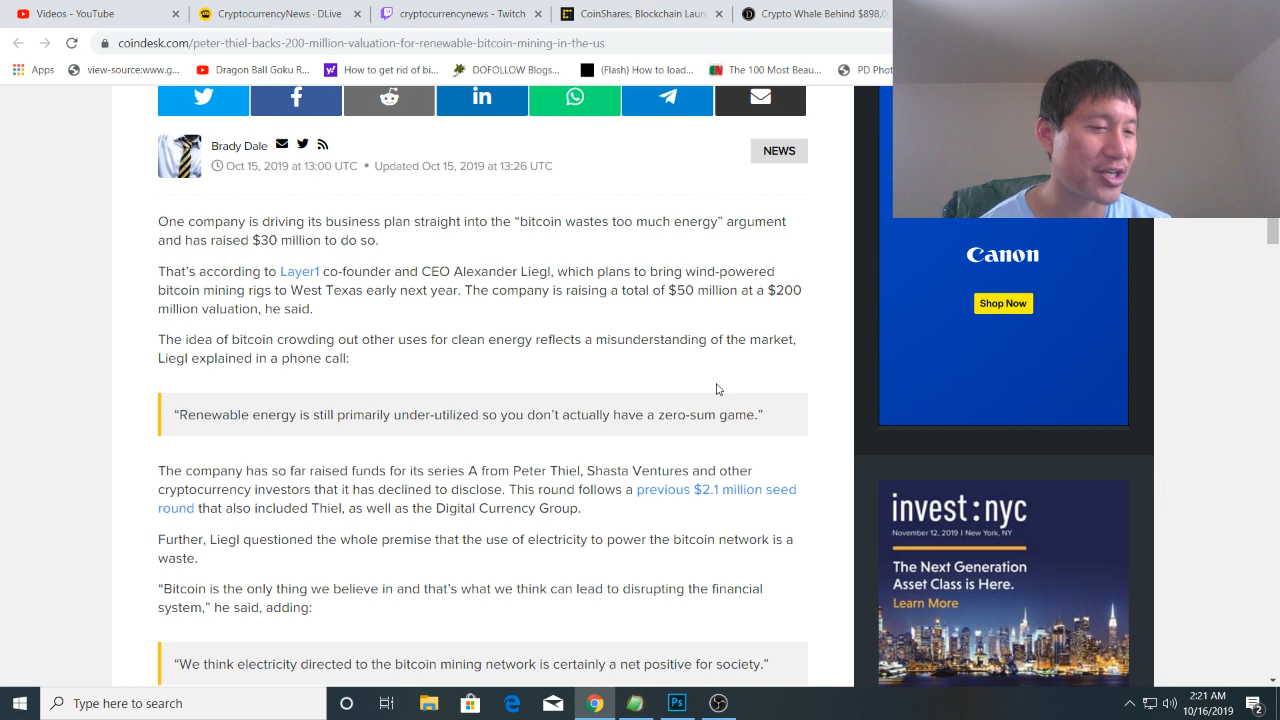 Videos - YouTube
CryptocurrencyNews - DLive
cryptocurrencynews - Twitch
CoinShares, Blockchain Laun
Crypto Whale Behind $898,0
coindesk.com/peter-thiel-backs-200-million-valuation-for-renewable-bitcoin-mining-in-the-us
Apps
view-source:www.g...
Dragon Ball Goku R...
How to get rid of bi...
DOFOLLOW Blogs...
(Flash) How to load...
The 100 Most Beau...
PD Phot
Brady Dale
Oct 15, 2019 at 13:00 UTC • Updated Oct 15, 2019 at 13:26 UTC
NEWS
One company is driving its business plan straight into the “bitcoin wastes too much energy” argument
and has raised $30 million to do so.
That’s according to Layer1 co-founder and CEO Alexander Liegl, which plans to bring wind-powered
bitcoin mining rigs to West Texas early next year. The company is raising a total of $50 million at a $200
million valuation, he said.
The idea of bitcoin crowding out other uses for clean energy reflects a misunderstanding of the market,
Liegl explained in a phone call:
“Renewable energy is still primarily under-utilized so you don’t actually have a zero-sum game.”
The company has so far raised funds for its series A from Peter Thiel, Shasta Ventures and other
cryptocurrency investors that it has declined to disclose. This round follows a previous $2.1 million seed
round that also included Thiel, as well as the Digital Currency Group.
Further, Liegl questioned the whole premise that the use of electricity to power the bitcoin network is a
waste.
“Bitcoin is the only thing we believe in and that’s what we think can lead to disrupting the financial
system,” he said, adding:
“We think electricity directed to the bitcoin mining network is certainly a net positive for society.”
Canon
Shop Now
invest:nyc
November 12, 2019 | New York, NY
The Next Generation
Asset Class is Here.
Learn More
Type here to search
2:21 AM
10/16/2019
2